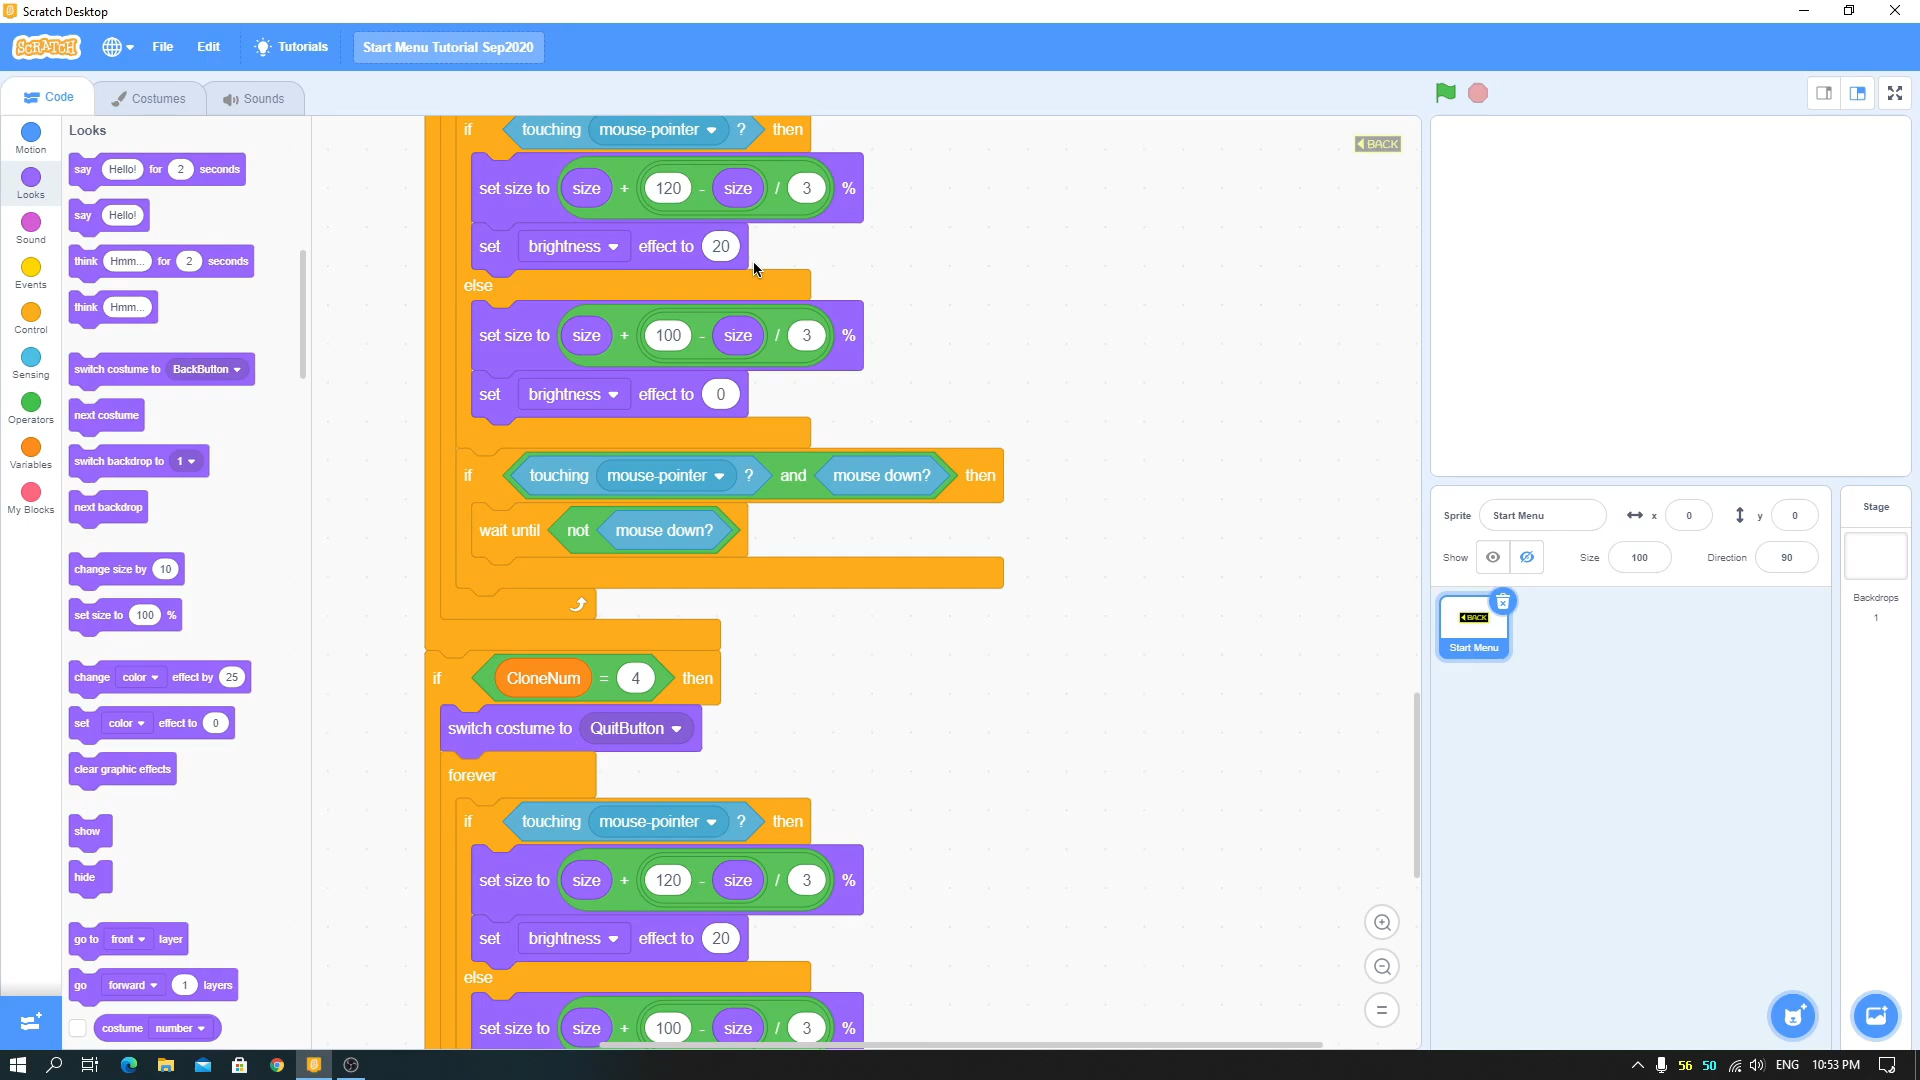 Scratch Desktop
SCRATCH File Edit Tutorials Start Menu Tutorial Sep2020
Code Costumes Sounds
Motion
Looks
Sound
Events
Control
Sensing
Operators
Variables
My Blocks
Looks
say Hello! for 2 seconds
say Hello!
think Hmm... for 2 seconds
think Hmm...
switch costume to BackButton
next costume
switch backdrop to 1
next backdrop
change size by 10
set size to 100 %
change color effect by 25
set color effect to 0
clear graphic effects
show
hide
go to front layer
go forward 1 layers
costume number
if touching mouse-pointer ? then
set size to size + 120 - size / 3 %
set brightness effect to 20
else
set size to size + 100 - size / 3 %
set brightness effect to 0
if touching mouse-pointer ? and mouse down? then
wait until not mouse down?
if CloneNum = 4 then
switch costume to QuitButton
forever
if touching mouse-pointer ? then
set size to size + 120 - size / 3 %
set brightness effect to 20
else
set size to size + 100 - size / 3 %
BACK
Sprite Start Menu x 0 y 0
Show Size 100 Direction 90
BACK
Start Menu
Stage
Backdrops
1
56 50 ENG 10:53 PM